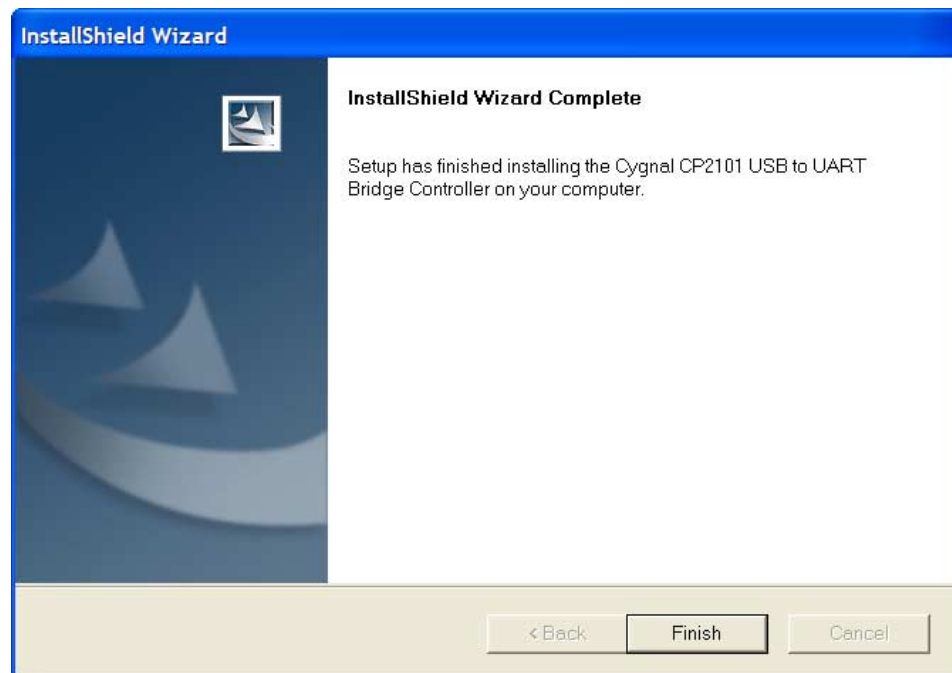 InstallShield Wizard
InstallShield Wizard Complete
Setup has finished installing the Cygnal CP2101 USB to UART
Bridge Controller on your computer.
< Back
Finish
Cancel